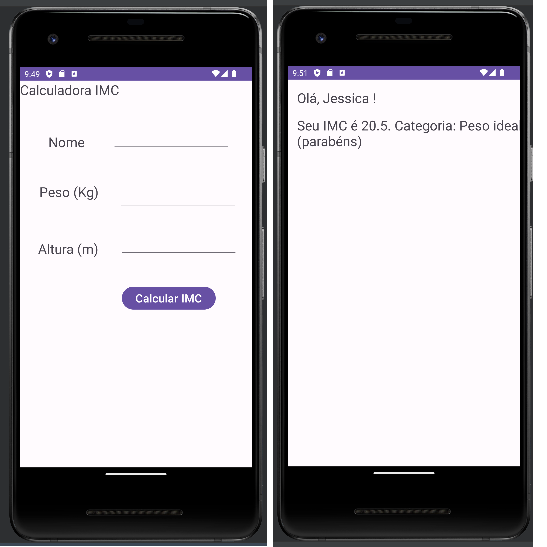 9:49
Calculadora IMC
Nome
Peso (Kg)
Altura (m)
Calcular IMC
9:51
Olá, Jessica !
Seu IMC é 20.5. Categoria: Peso ideal
(parabéns)